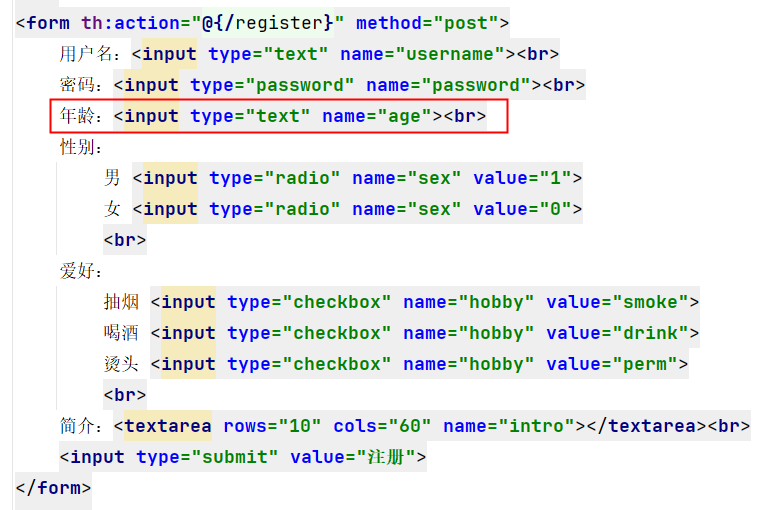 <form th:action="@{/register}" method="post">
用户名：<input type="text" name="username"><br>
密码：<input type="password" name="password"><br>
年龄：<input type="text" name="age"><br>
性别：
男 <input type="radio" name="sex" value="1">
女 <input type="radio" name="sex" value="0">
<br>
爱好：
抽烟 <input type="checkbox" name="hobby" value="smoke">
喝酒 <input type="checkbox" name="hobby" value="drink">
烫头 <input type="checkbox" name="hobby" value="perm">
<br>
简介：<textarea rows="10" cols="60" name="intro"></textarea><br>
<input type="submit" value="注册">
</form>